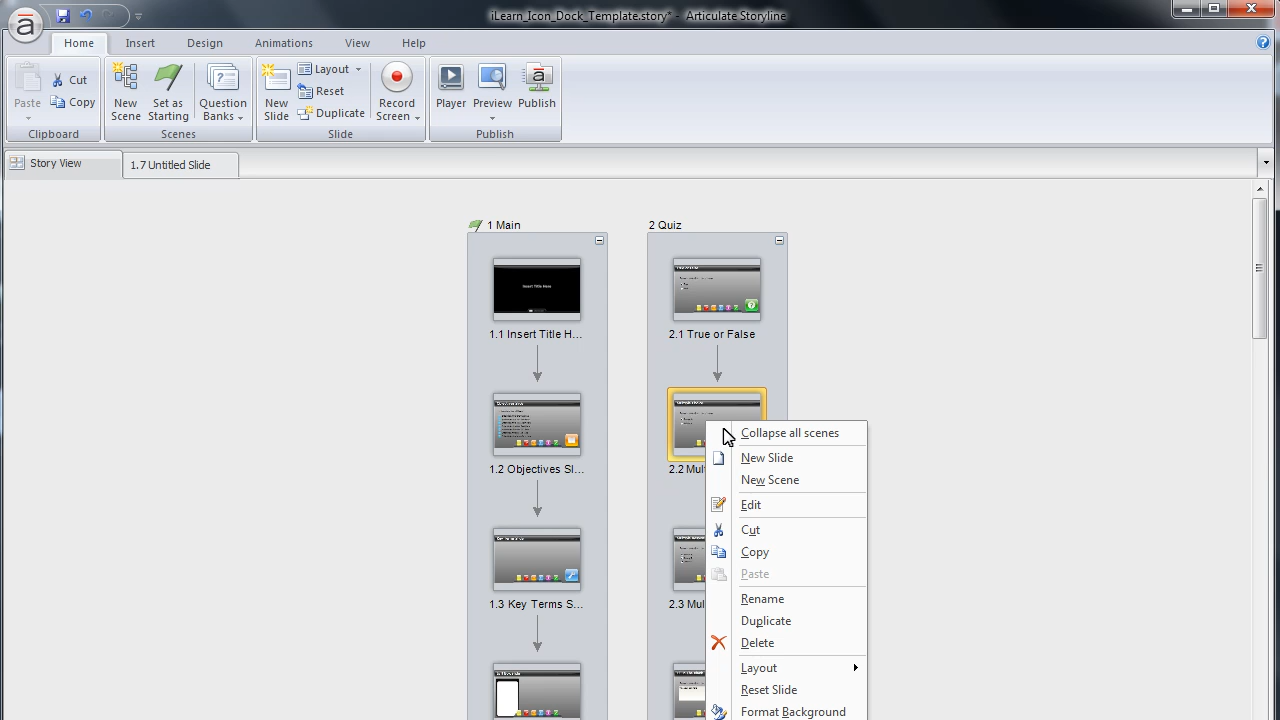 iLearn_Icon_Dock_Template.story* - Articulate Storyline
Home Insert Design Animations View Help
Paste
Cut
Copy
Clipboard
New Scene
Set as Starting
Question Banks
Scenes
New Slide
Layout
Reset
Duplicate
Record Screen
Slide
Player
Preview
Publish
Publish
Story View
1.7 Untitled Slide
1 Main
Insert Title Here
1.1 Insert Title H...
1.2 Objectives Sl...
1.3 Key Terms S...
2 Quiz
2.1 True or False
2.2 Mul
2.3 Mul
Collapse all scenes
New Slide
New Scene
Edit
Cut
Copy
Paste
Rename
Duplicate
Delete
Layout
Reset Slide
Format Background